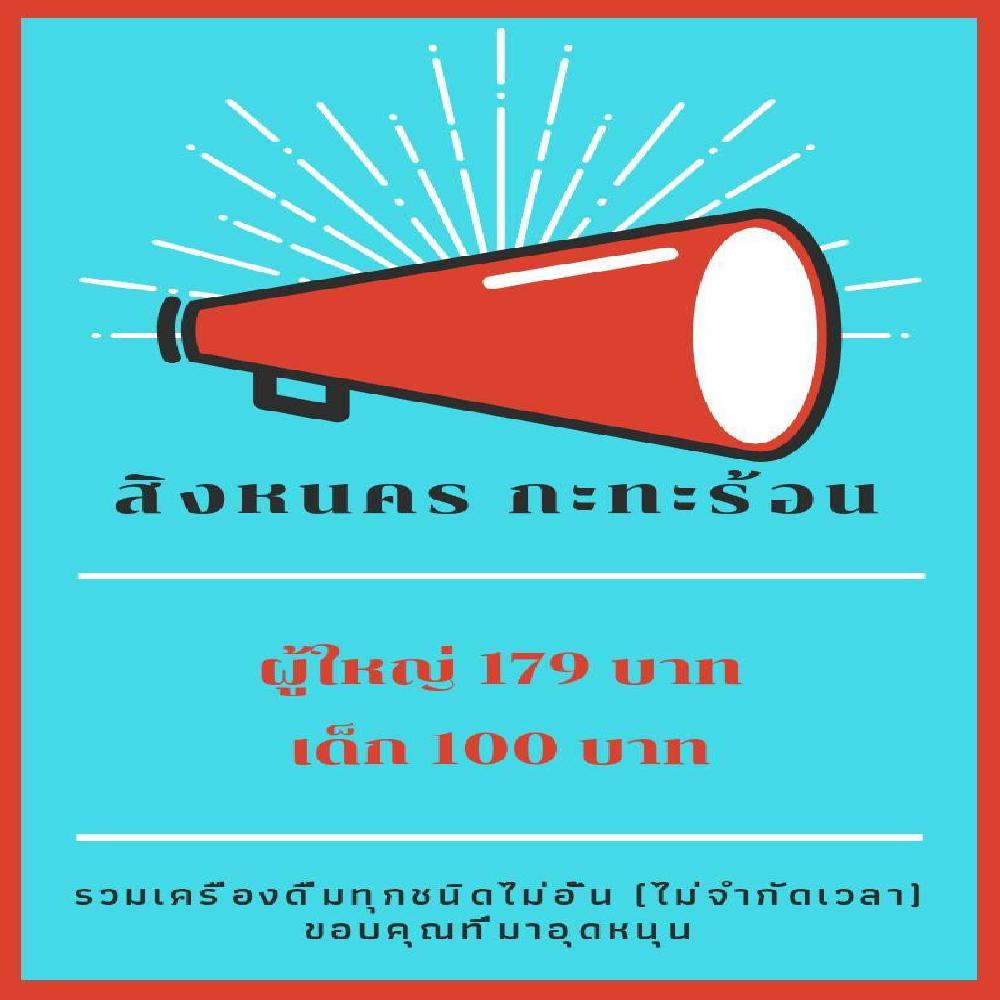 สิงหนคร กะทะร้อน
ผู้ใหญ่ 179 บาท
เด็ก 100 บาท
รวมเครื่องดื่มทุกชนิดไม่อั้น (ไม่จำกัดเวลา)
ขอบคุณที่มาอุดหนุน